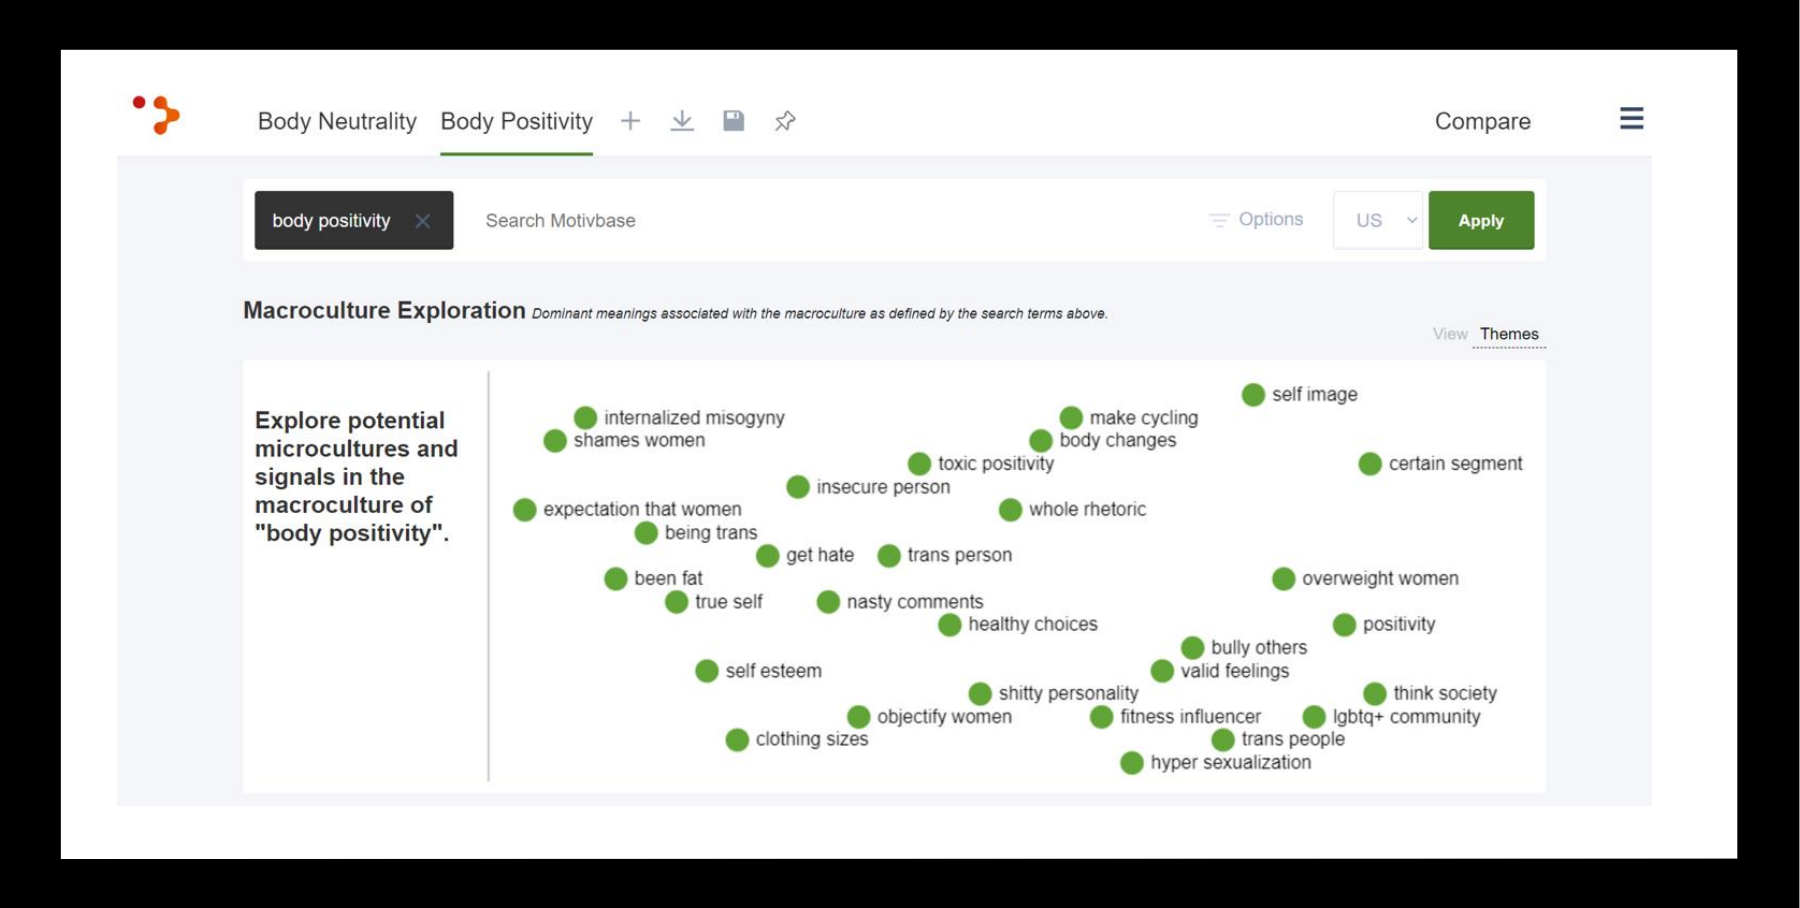 Body Neutrality Body Positivity Compare
body positivity Search Motivbase Options US Apply
Macroculture Exploration Dominant meanings associated with the macroculture as defined by the search terms above.
View Themes
Explore potential
microcultures and
signals in the
macroculture of
"body positivity".
self image
internalized misogyny
make cycling
shames women
body changes
toxic positivity
certain segment
insecure person
expectation that women
whole rhetoric
being trans
get hate
trans person
been fat
overweight women
true self
nasty comments
healthy choices
positivity
bully others
self esteem
valid feelings
shitty personality
think society
objectify women
fitness influencer
lgbtq+ community
clothing sizes
trans people
hyper sexualization